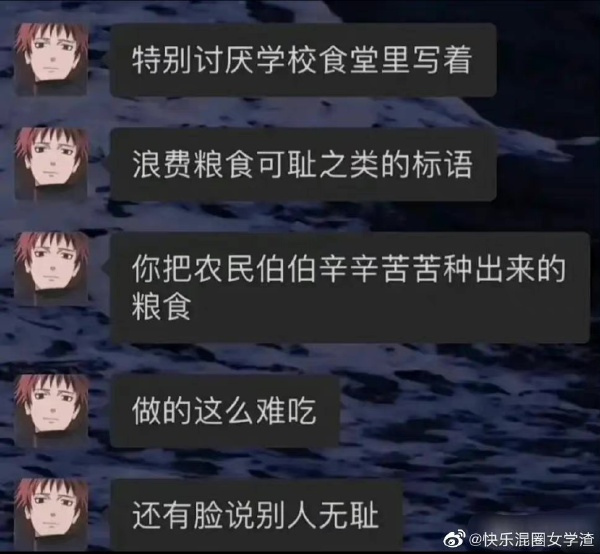 特别讨厌学校食堂里写着
浪费粮食可耻之类的标语
你把农民伯伯辛辛苦苦种出来的
粮食
做的这么难吃
还有脸说别人无耻
@快乐混圈女学渣